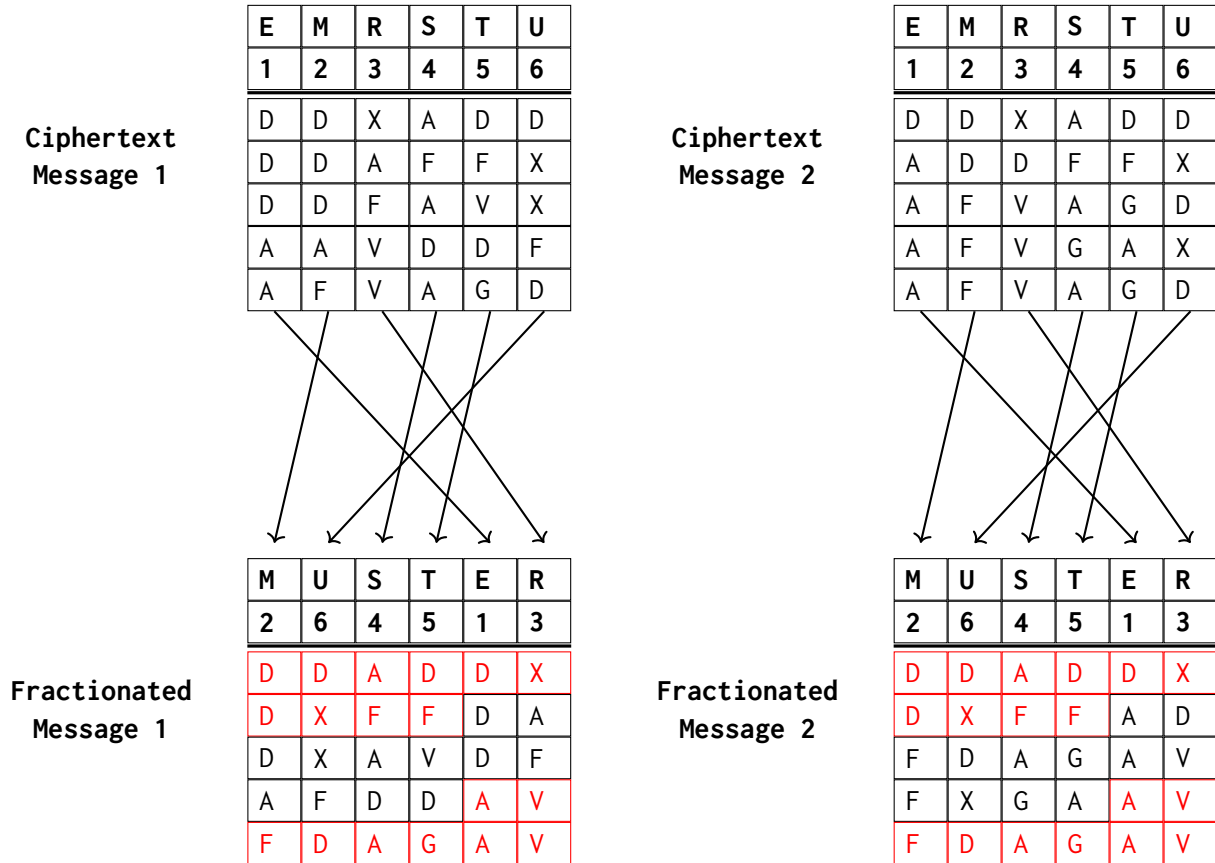 E M R S T U E M R S T U
1 2 3 4 5 6 1 2 3 4 5 6
D D X A D D D D X A D D
Ciphertext Ciphertext
D D A F F X A D D F F X
Message 1 Message 2
D D F A V X A F V A G D
A A V D D F A F V G A X
A F V A G D A F V A G D
M U S T E R M U S T E R
2 6 4 5 1 3 2 6 4 5 1 3
D D A D D X D D A D D X
Fractionated Fractionated
D X F F D A D X F F A D
Message 1 Message 2
D X A V D F F D A G A V
A F D D A V F X G A A V
F D A G A V F D A G A V